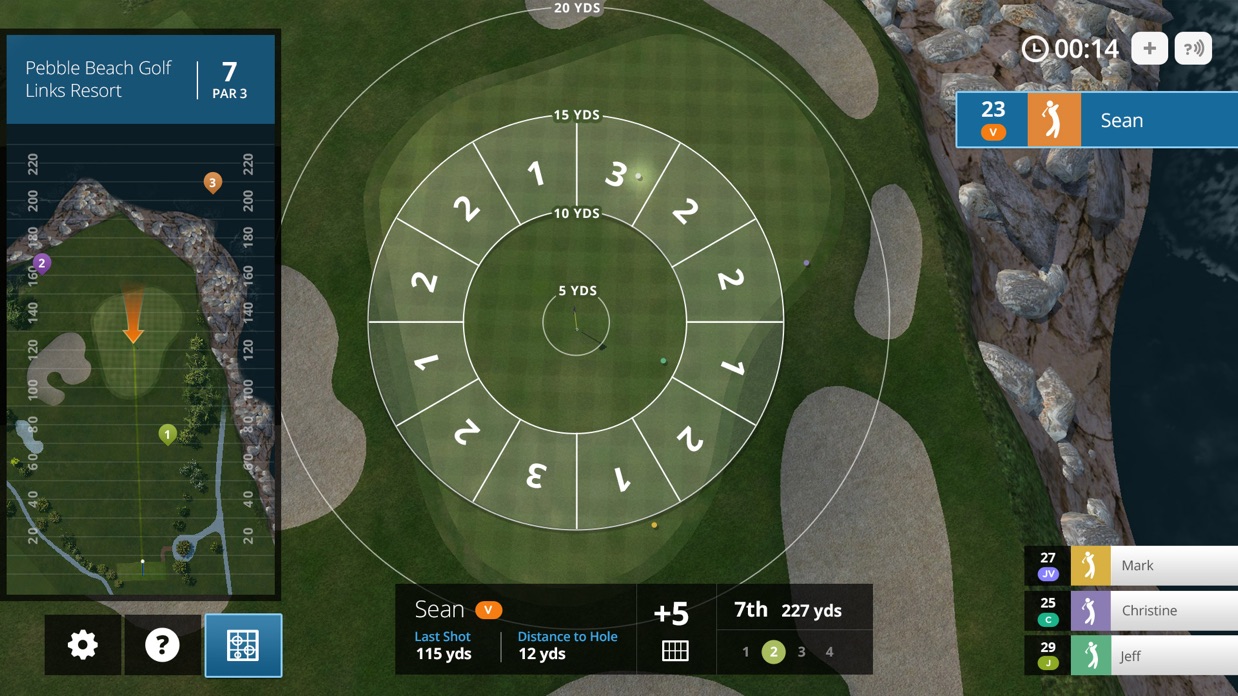 20 YDS
Pebble Beach Golf
Links Resort
7
PAR 3
00:14
+
?
23
V
Sean
15 YDS
1
3
2
2
10 YDS
2
2
5 YDS
1
1
2
2
3
1
220
220
200
200
180
180
160
160
140
140
120
120
100
100
80
80
60
60
40
40
20
20
3
2
1
27
JV
Mark
25
C
Christine
29
J
Jeff
Sean
V
Last Shot
115 yds
Distance to Hole
12 yds
+5
7th 227 yds
1 2 3 4
?